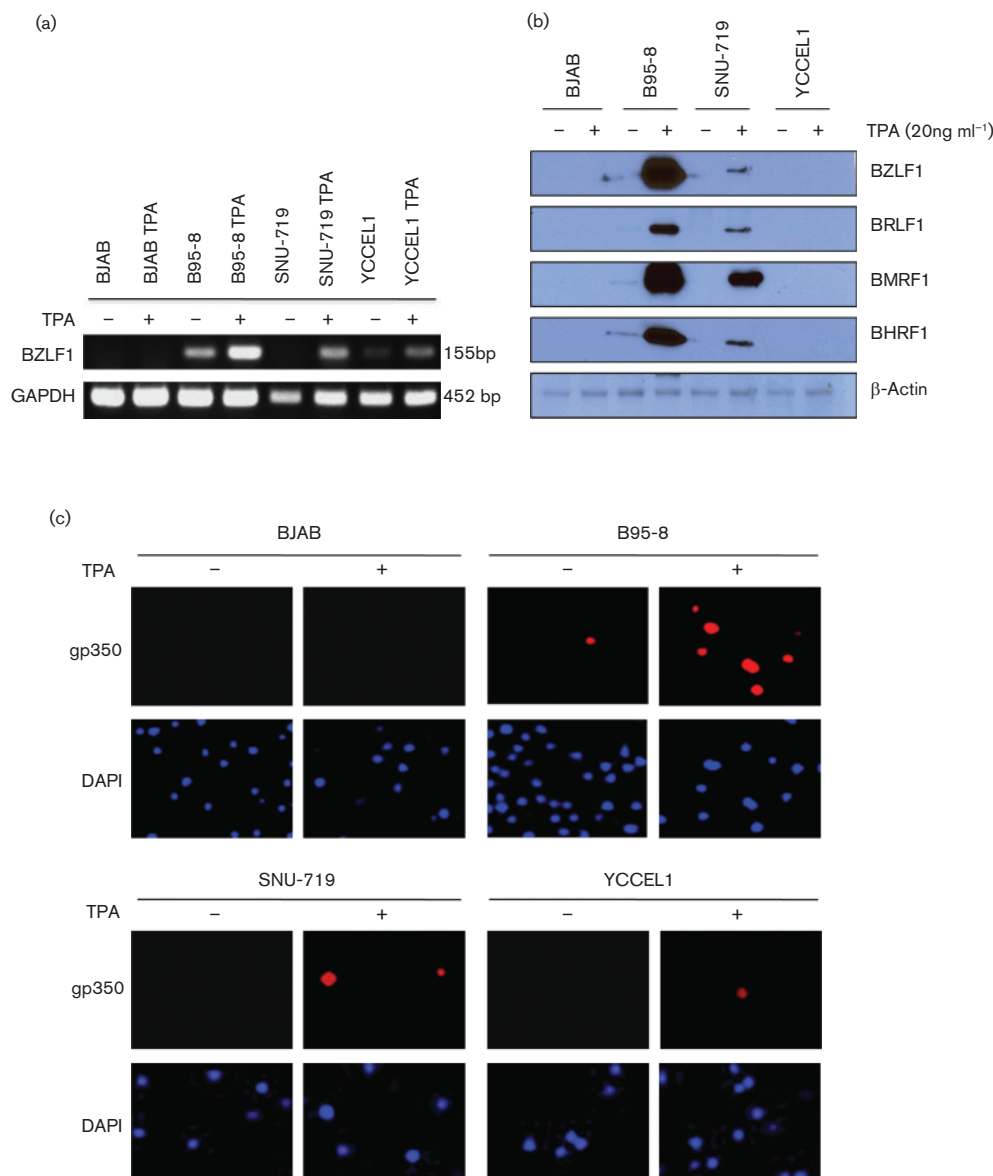 (a)
BJAB
BJAB TPA
B95-8
B95-8 TPA
SNU-719
SNU-719 TPA
YCCEL1
YCCEL1 TPA
TPA – + – + – + – +
BZLF1 155bp
GAPDH 452 bp
(b)
BJAB
B95-8
SNU-719
YCCEL1
– + – + – + – + TPA (20ng ml⁻¹)
BZLF1
BRLF1
BMRF1
BHRF1
β-Actin
(c)
BJAB B95-8
TPA – + – +
gp350
DAPI
SNU-719 YCCEL1
TPA – + – +
gp350
DAPI